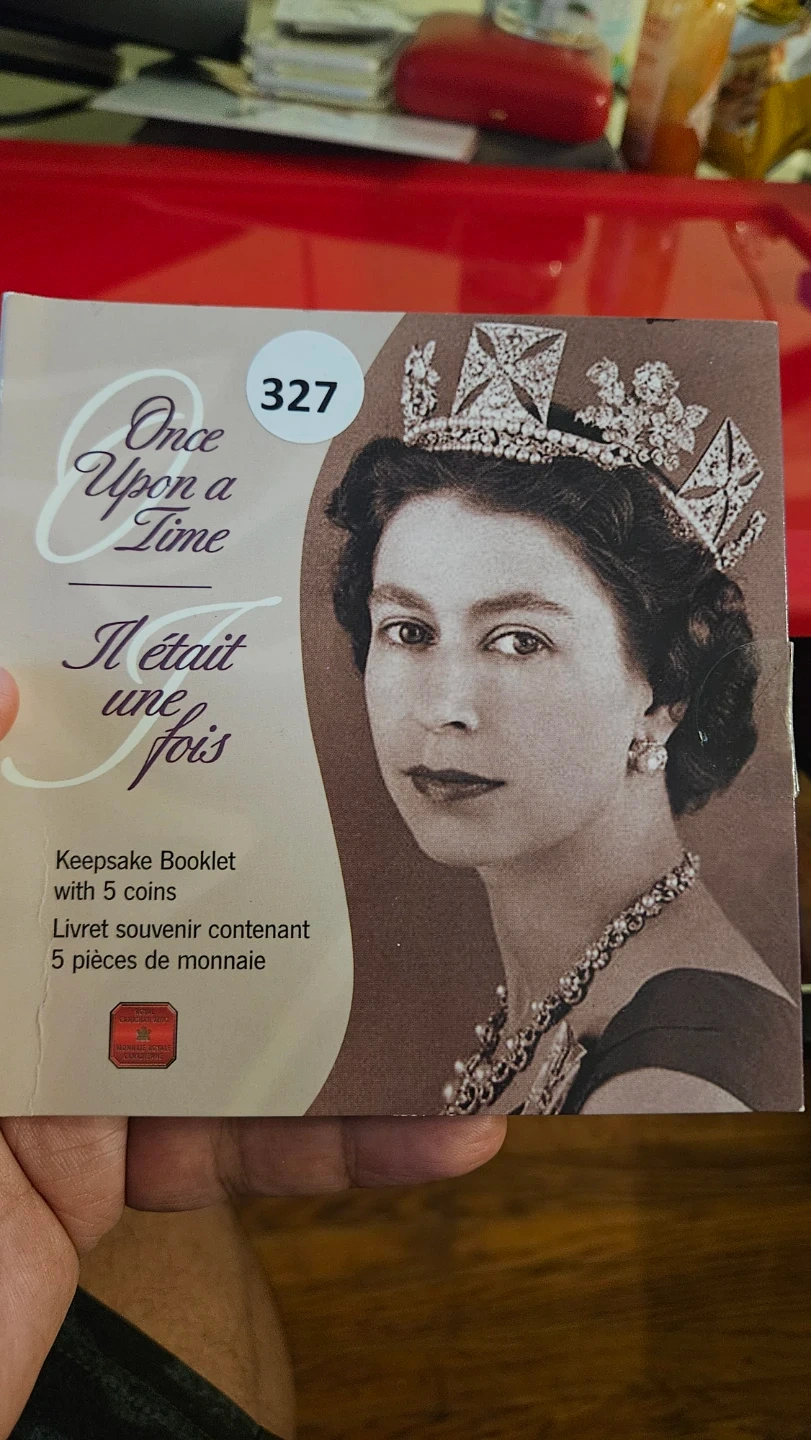 327
Once
Upon a
Time
Il était
une
fois
Keepsake Booklet
with 5 coins
Livret souvenir contenant
5 pièces de monnaie